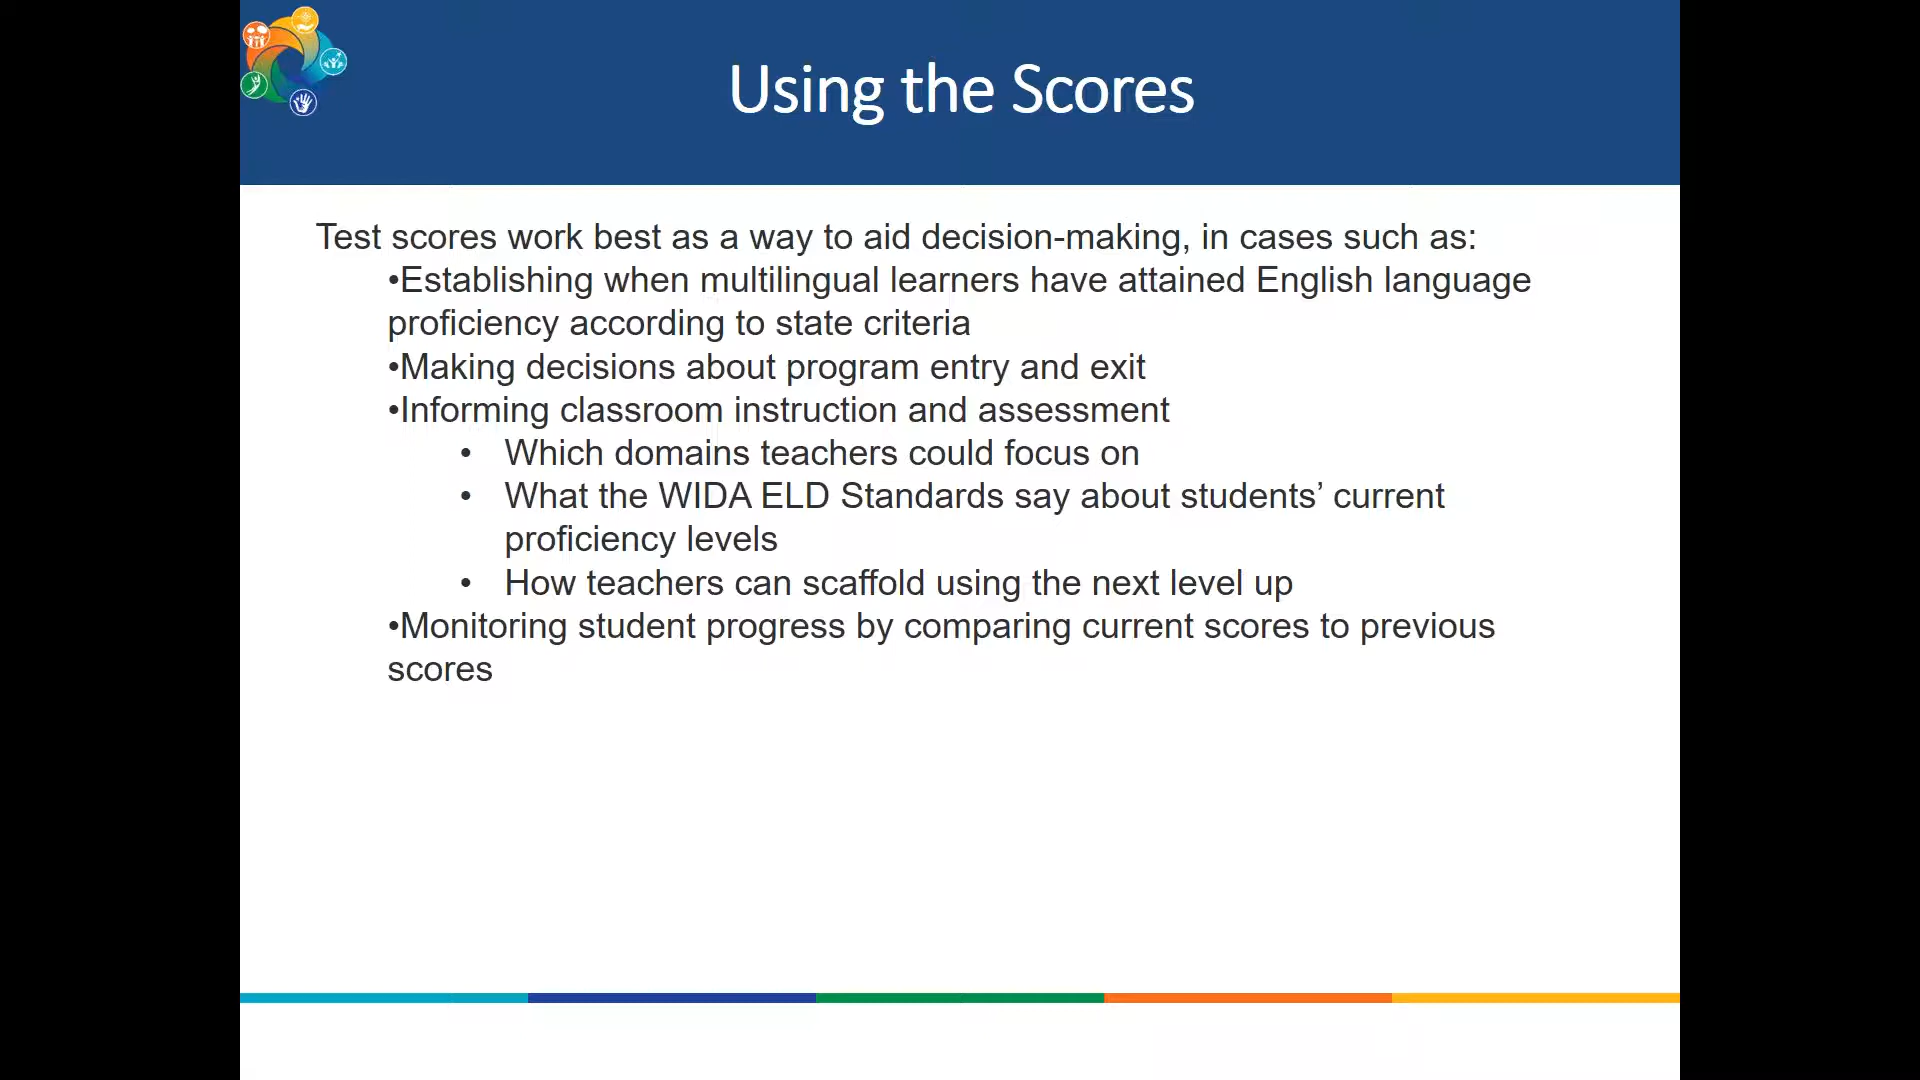 Using the Scores
Test scores work best as a way to aid decision-making, in cases such as:
•Establishing when multilingual learners have attained English language
proficiency according to state criteria
•Making decisions about program entry and exit
•Informing classroom instruction and assessment
• Which domains teachers could focus on
• What the WIDA ELD Standards say about students’ current
proficiency levels
• How teachers can scaffold using the next level up
•Monitoring student progress by comparing current scores to previous
scores